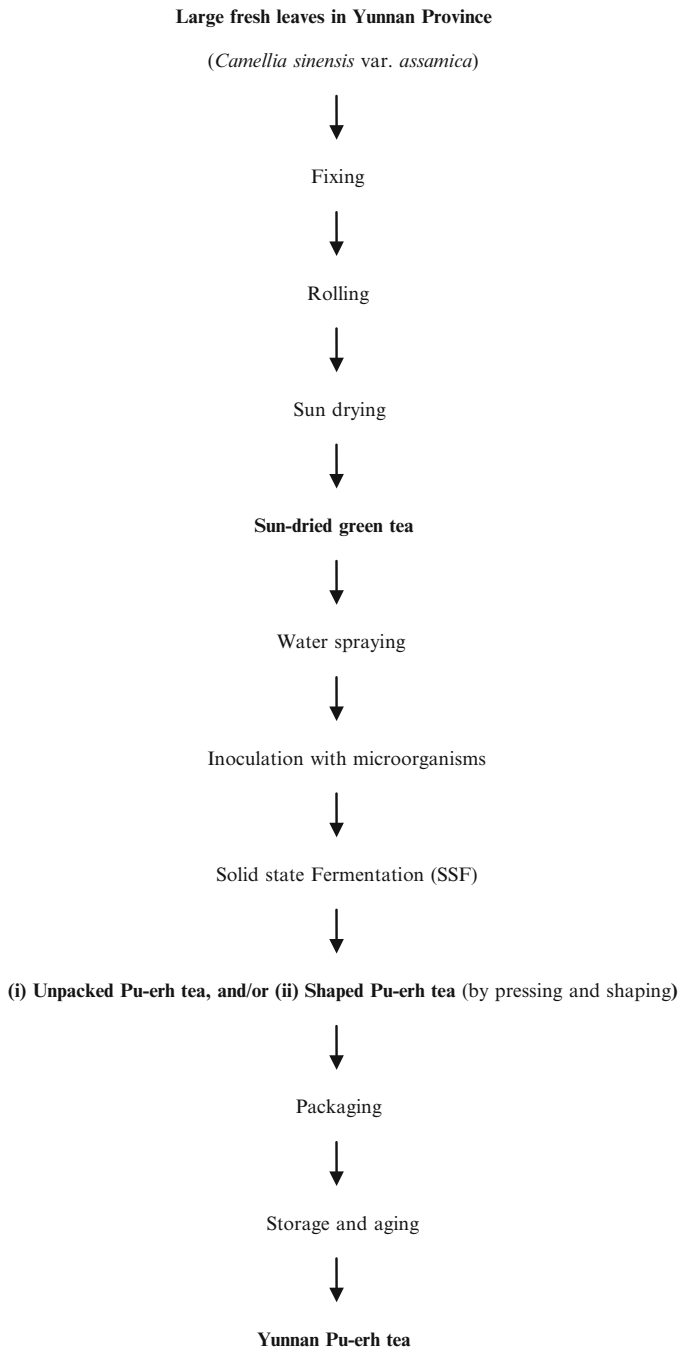 Large fresh leaves in Yunnan Province
(Camellia sinensis var. assamica)
Fixing
Rolling
Sun drying
Sun-dried green tea
Water spraying
Inoculation with microorganisms
Solid state Fermentation (SSF)
(i) Unpacked Pu-erh tea, and/or (ii) Shaped Pu-erh tea (by pressing and shaping)
Packaging
Storage and aging
Yunnan Pu-erh tea